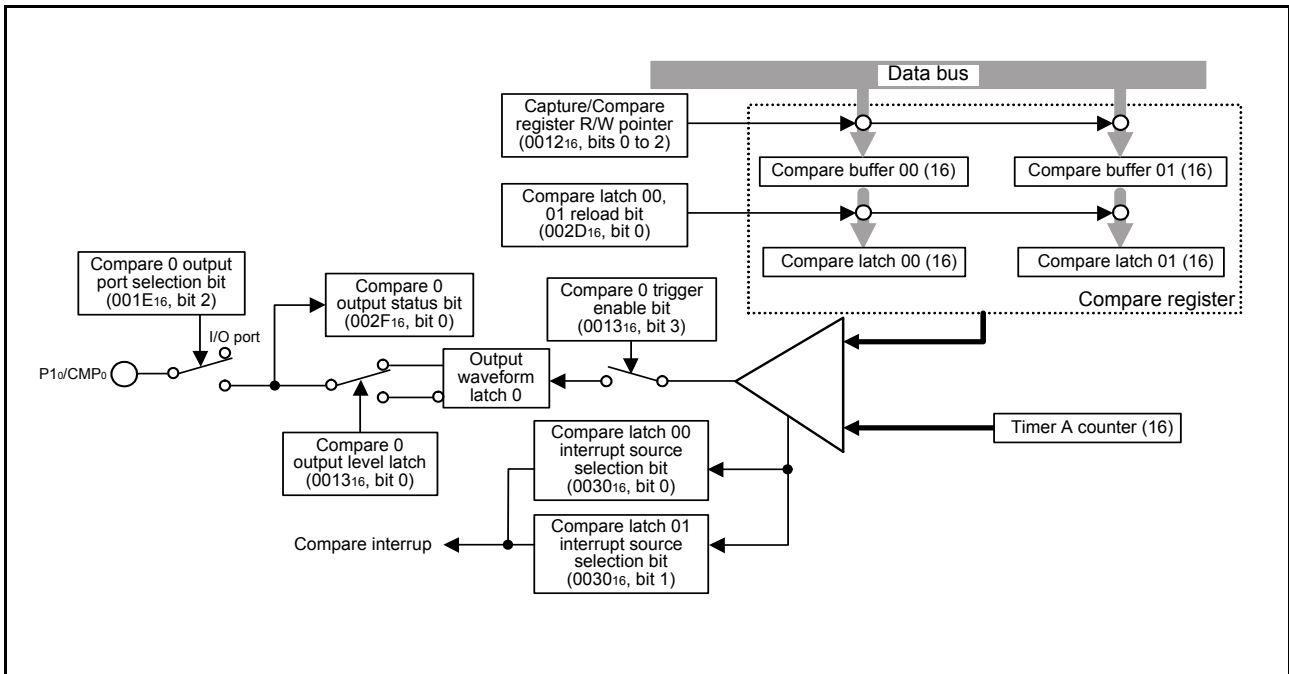 Data bus
Capture/Compare
register R/W pointer
(0012₁₆, bits 0 to 2)
Compare buffer 00 (16)
Compare buffer 01 (16)
Compare latch 00,
01 reload bit
(002D₁₆, bit 0)
Compare latch 00 (16)
Compare latch 01 (16)
Compare register
Compare 0 output
port selection bit
(001E₁₆, bit 2)
Compare 0
output status bit
(002F₁₆, bit 0)
Compare 0 trigger
enable bit
(0013₁₆, bit 3)
I/O port
P1₀/CMP₀
Output
waveform
latch 0
Compare 0
output level latch
(0013₁₆, bit 0)
Timer A counter (16)
Compare latch 00
interrupt source
selection bit
(0030₁₆, bit 0)
Compare interrup
Compare latch 01
interrupt source
selection bit
(0030₁₆, bit 1)